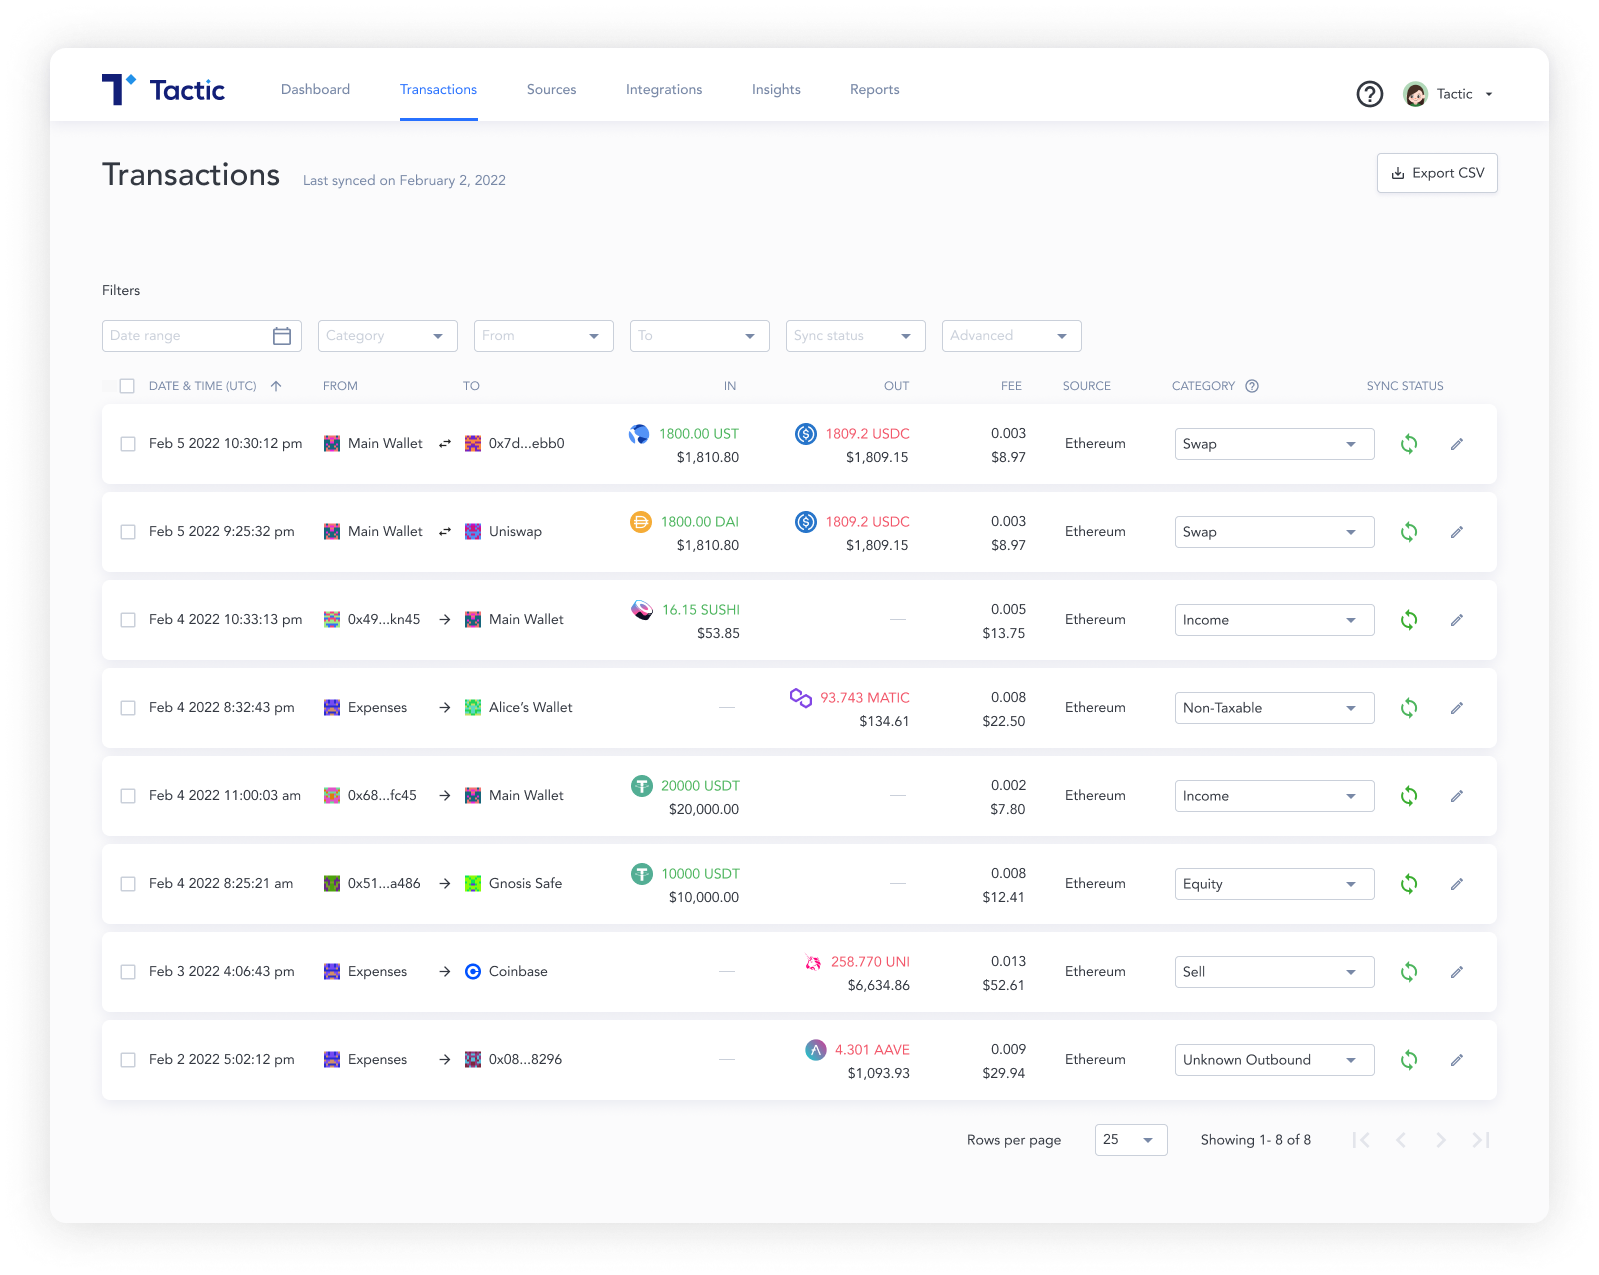 Tactic
Dashboard Transactions Sources Integrations Insights Reports
Tactic
Transactions Last synced on February 2, 2022
Export CSV
Filters
Date range Category From To Sync status Advanced
DATE & TIME (UTC) FROM TO IN OUT FEE SOURCE CATEGORY SYNC STATUS
Feb 5 2022 10:30:12 pm Main Wallet 0x7d...ebb0 1800.00 UST 1809.2 USDC 0.003 Ethereum Swap
$1,810.80 $1,809.15 $8.97
Feb 5 2022 9:25:32 pm Main Wallet Uniswap 1800.00 DAI 1809.2 USDC 0.003 Ethereum Swap
$1,810.80 $1,809.15 $8.97
Feb 4 2022 10:33:13 pm 0x49...kn45 Main Wallet 16.15 SUSHI — 0.005 Ethereum Income
$53.85 $13.75
Feb 4 2022 8:32:43 pm Expenses Alice’s Wallet — 93.743 MATIC 0.008 Ethereum Non-Taxable
$134.61 $22.50
Feb 4 2022 11:00:03 am 0x68...fc45 Main Wallet 20000 USDT — 0.002 Ethereum Income
$20,000.00 $7.80
Feb 4 2022 8:25:21 am 0x51...a486 Gnosis Safe 10000 USDT — 0.008 Ethereum Equity
$10,000.00 $12.41
Feb 3 2022 4:06:43 pm Expenses Coinbase — 258.770 UNI 0.013 Ethereum Sell
$6,634.86 $52.61
Feb 2 2022 5:02:12 pm Expenses 0x08...8296 — 4.301 AAVE 0.009 Ethereum Unknown Outbound
$1,093.93 $29.94
Rows per page 25 Showing 1- 8 of 8